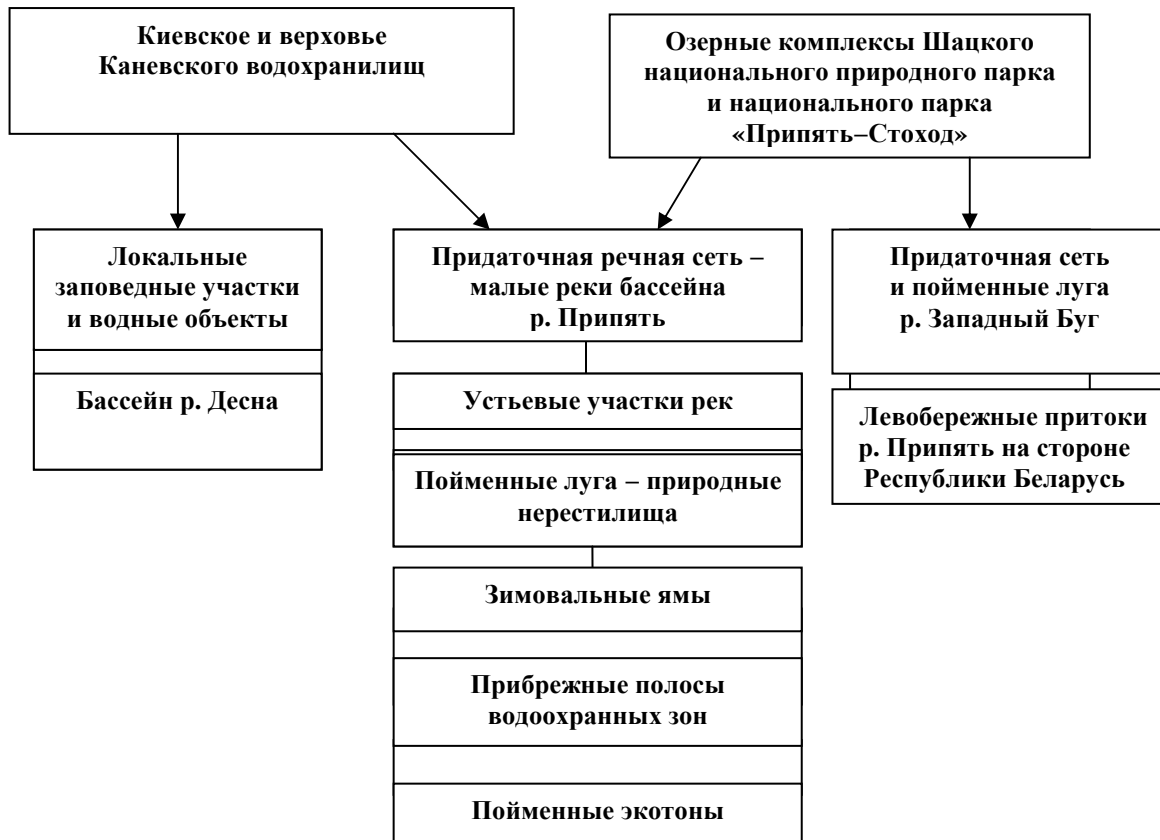 Киевское и верховье
Каневского водохранилищ
Озерные комплексы Шацкого
национального природного парка
и национального парка
«Припять–Стоход»
Локальные
заповедные участки
и водные объекты
Придаточная речная сеть –
малые реки бассейна
р. Припять
Придаточная сеть
и пойменные луга
р. Западный Буг
Бассейн р. Десна
Устьевые участки рек
Левобережные притоки
р. Припять на стороне
Республики Беларусь
Пойменные луга – природные
нерестилища
Зимовальные ямы
Прибрежные полосы
водоохранных зон
Пойменные экотоны